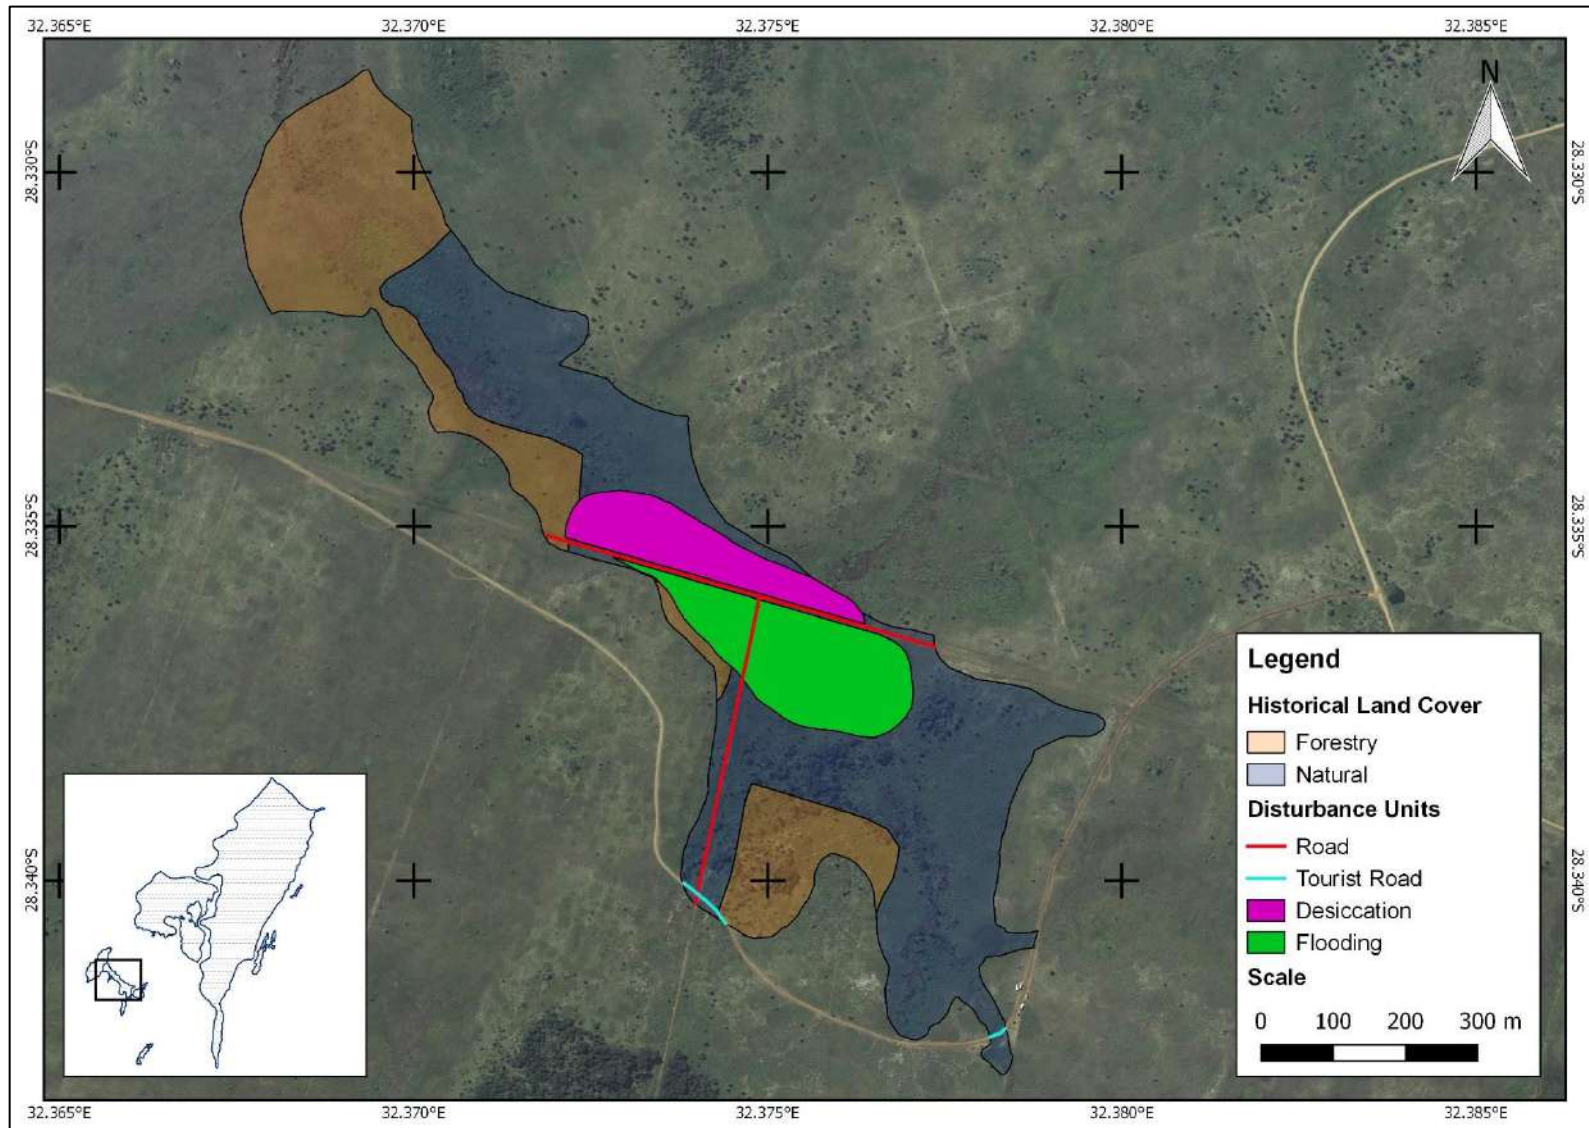 32.365°E 32.370°E 32.375°E 32.380°E 32.385°E
N
28.330°S 28.330°S
28.335°S 28.335°S
28.340°S 28.340°S
Legend
Historical Land Cover
Forestry
Natural
Disturbance Units
Road
Tourist Road
Desiccation
Flooding
Scale
0 100 200 300 m
32.365°E 32.370°E 32.375°E 32.380°E 32.385°E